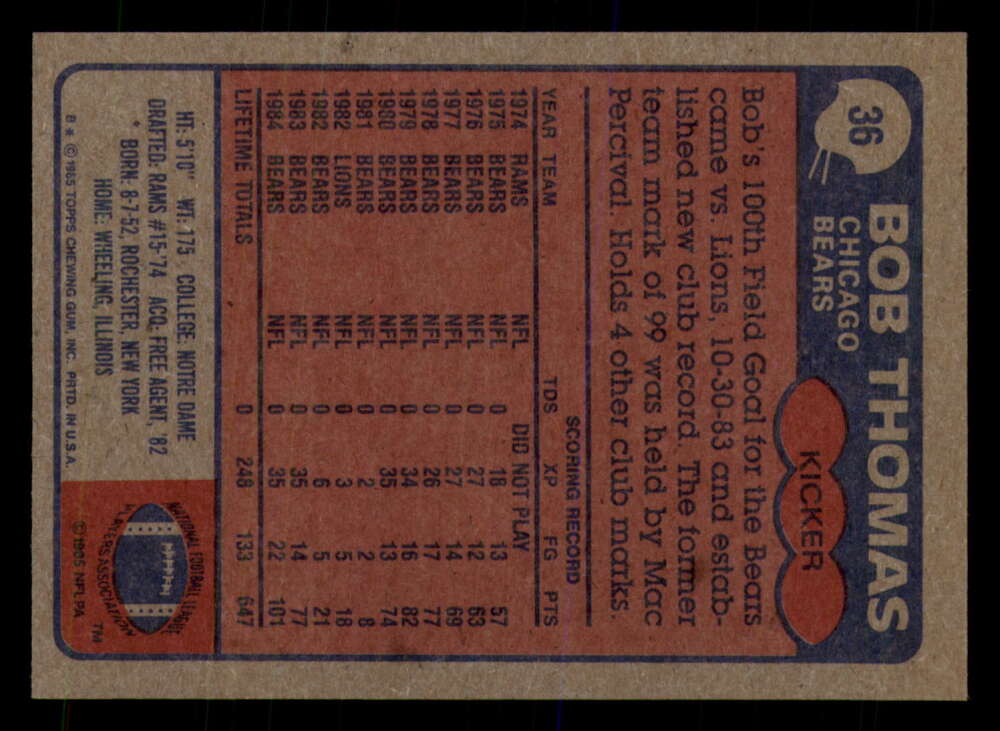 36
BOB THOMAS
CHICAGO
BEARS
KICKER
Bob's 100th Field Goal for the Bears
came vs. Lions, 10-30-83 and estab-
lished new club record. The former
team mark of 99 was held by Mac
Percival. Holds 4 other club marks.
SCORING RECORD
YEAR TEAM TDS XP FG PTS
1974 RAMS NFL DID NOT PLAY
1975 BEARS NFL 0 18 13 57
1976 BEARS NFL 0 27 12 63
1977 BEARS NFL 0 27 14 69
1978 BEARS NFL 0 26 17 77
1979 BEARS NFL 0 34 16 82
1980 BEARS NFL 0 35 13 74
1981 BEARS NFL 0 2 2 8
1982 LIONS NFL 0 3 5 18
1982 BEARS NFL 0 6 5 21
1983 BEARS NFL 0 35 14 77
1984 BEARS NFL 0 35 22 101
LIFETIME TOTALS 0 248 133 647
HT: 5'10" WT: 175 COLLEGE: NOTRE DAME
DRAFTED: RAMS #15-'74 ACQ: FREE AGENT, '82
BORN: 8-7-52, ROCHESTER, NEW YORK
HOME: WHEELING, ILLINOIS
B * © 1985 TOPPS CHEWING GUM, INC. PRTD. IN U.S.A.
NATIONAL FOOTBALL LEAGUE
PLAYERS ASSOCIATION
TM
© 1985 NFLPA